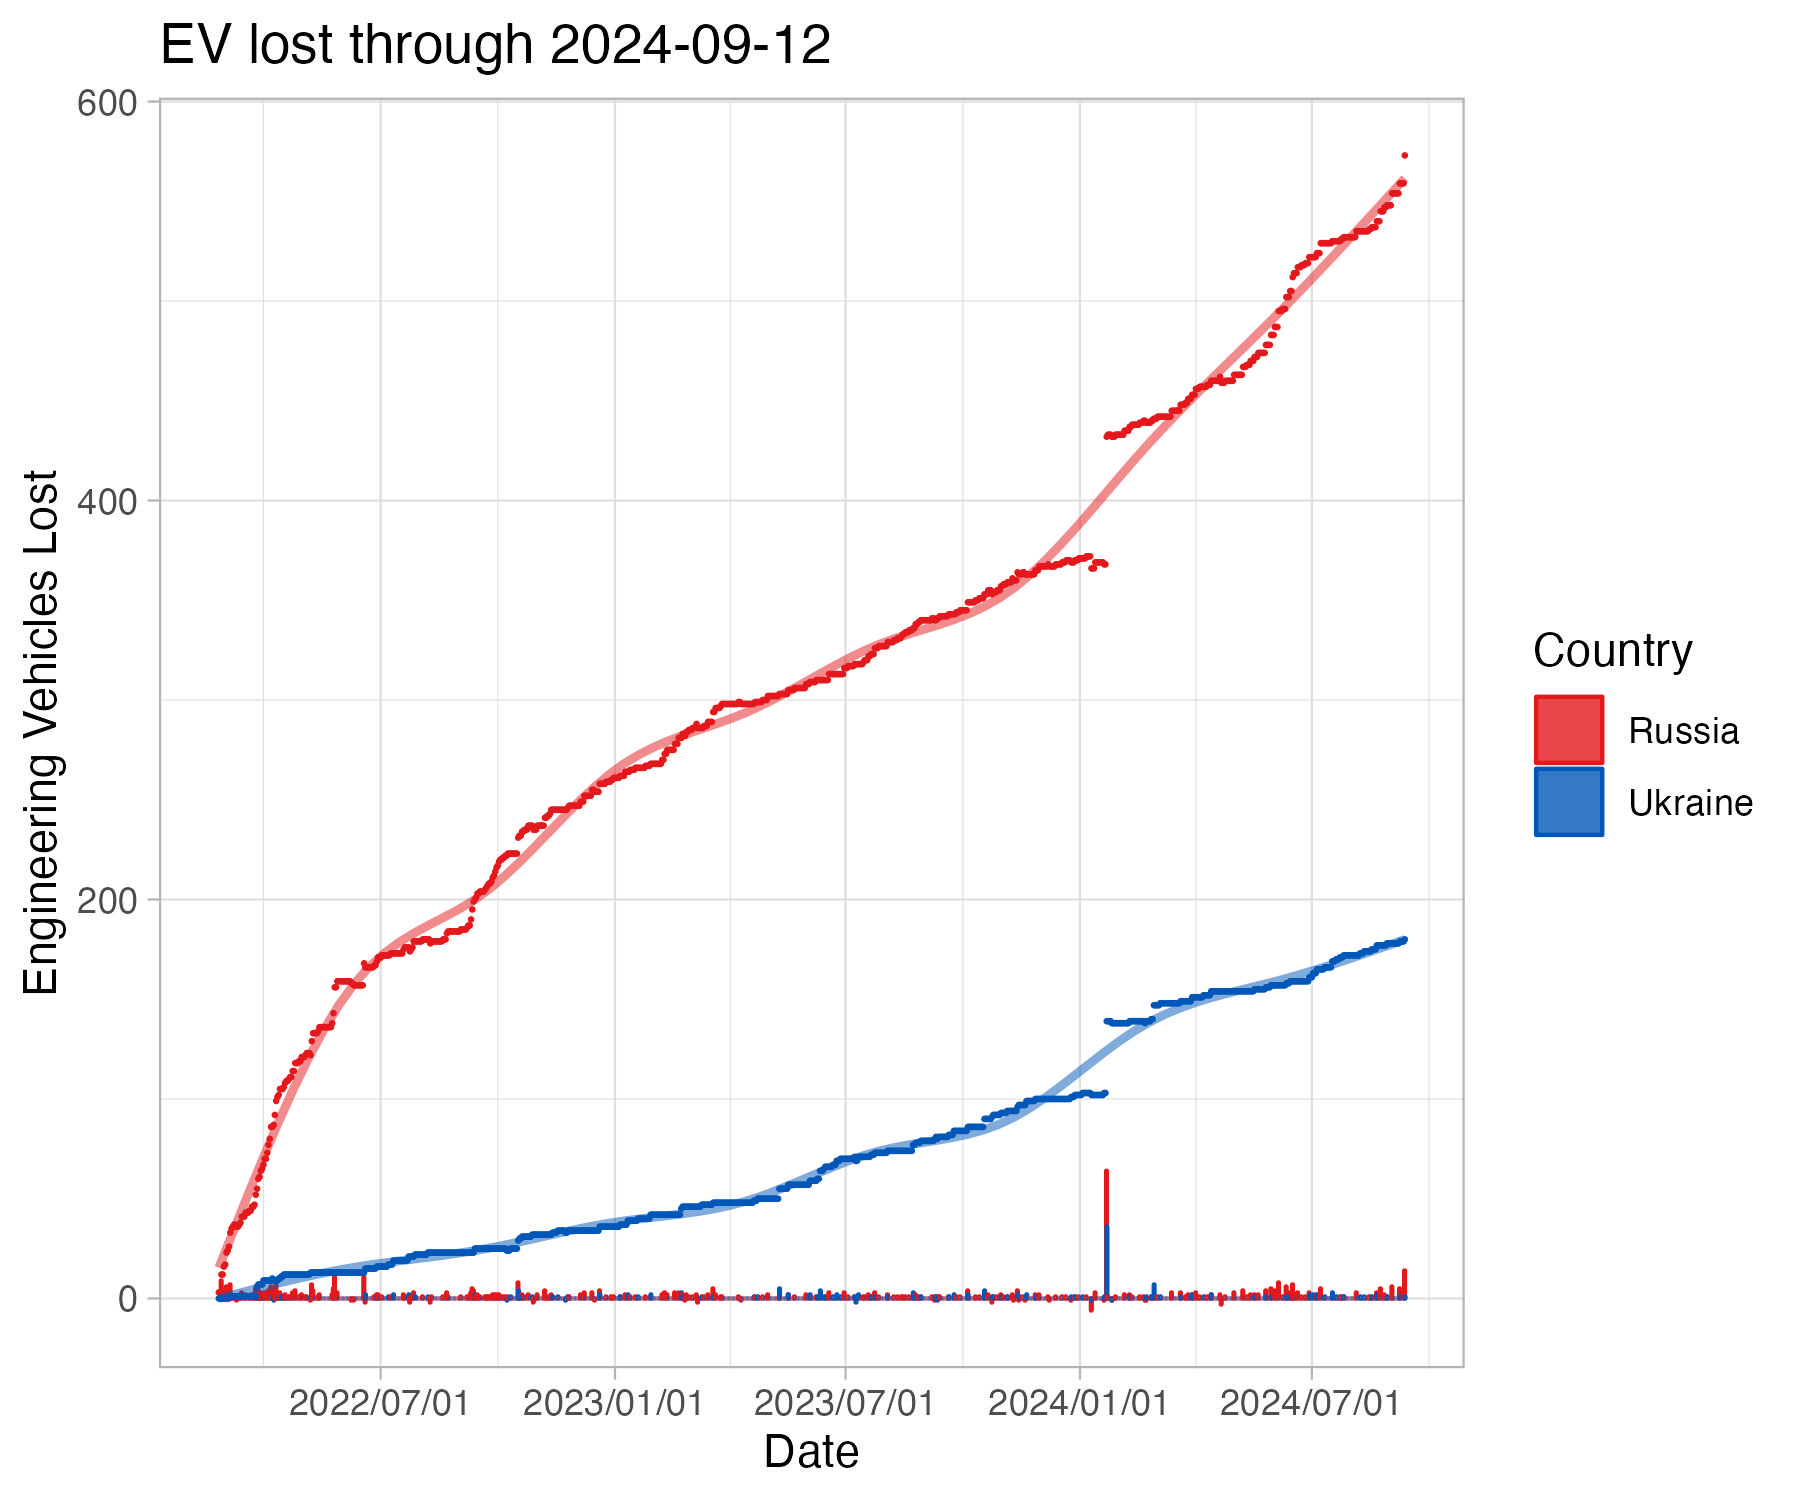 EV lost through 2024-09-12
600
400
200
0
Engineering Vehicles Lost
2022/07/01
2023/01/01
2023/07/01
2024/01/01
2024/07/01
Date
Country
Russia
Ukraine